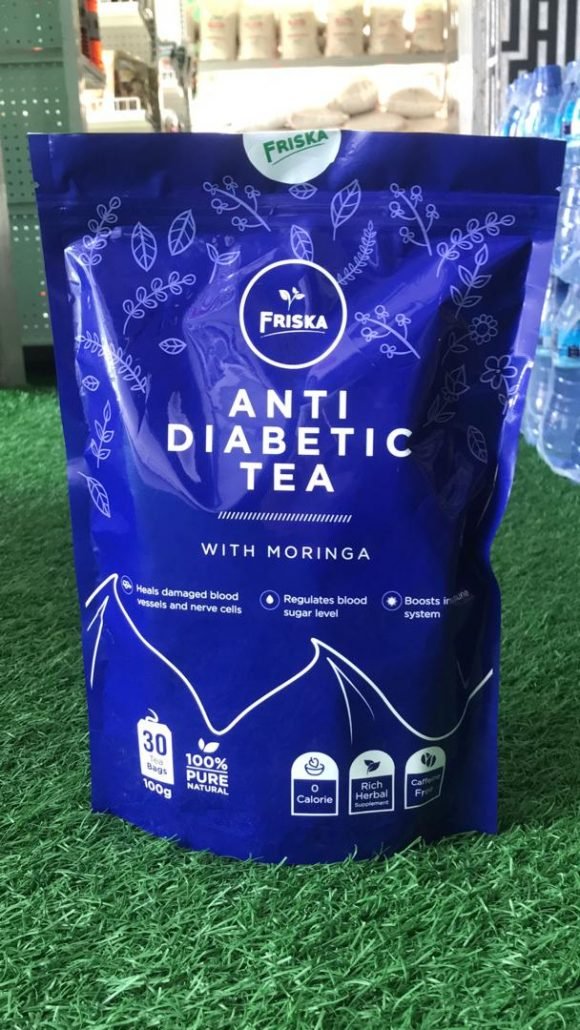 FRISKA
FRISKA
ANTI
DIABETIC
TEA
WITH MORINGA
Heals damaged blood
vessels and nerve cells
Regulates blood
sugar level
Boosts immune
system
30
Tea
Bags
100g
100%
PURE
NATURAL
0
Calorie
Rich
Herbal
Supplement
Caffeine
Free